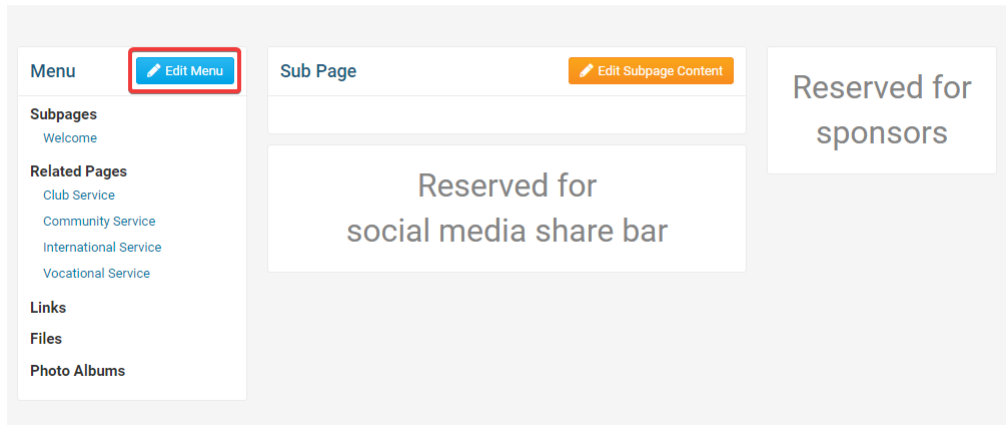 Menu
Edit Menu
Subpages
Welcome
Related Pages
Club Service
Community Service
International Service
Vocational Service
Links
Files
Photo Albums
Sub Page
Edit Subpage Content
Reserved for
social media share bar
Reserved for
sponsors